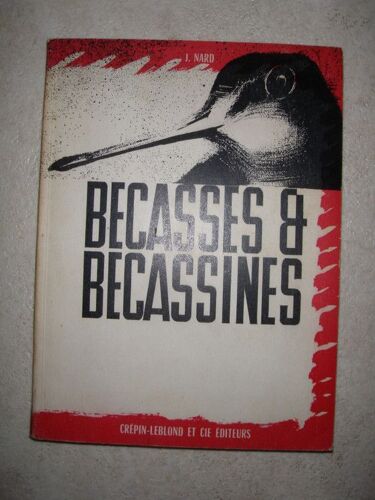 J. NARD
BECASSES &
BECASSINES
CRÉPIN-LEBLOND ET CIE ÉDITEURS